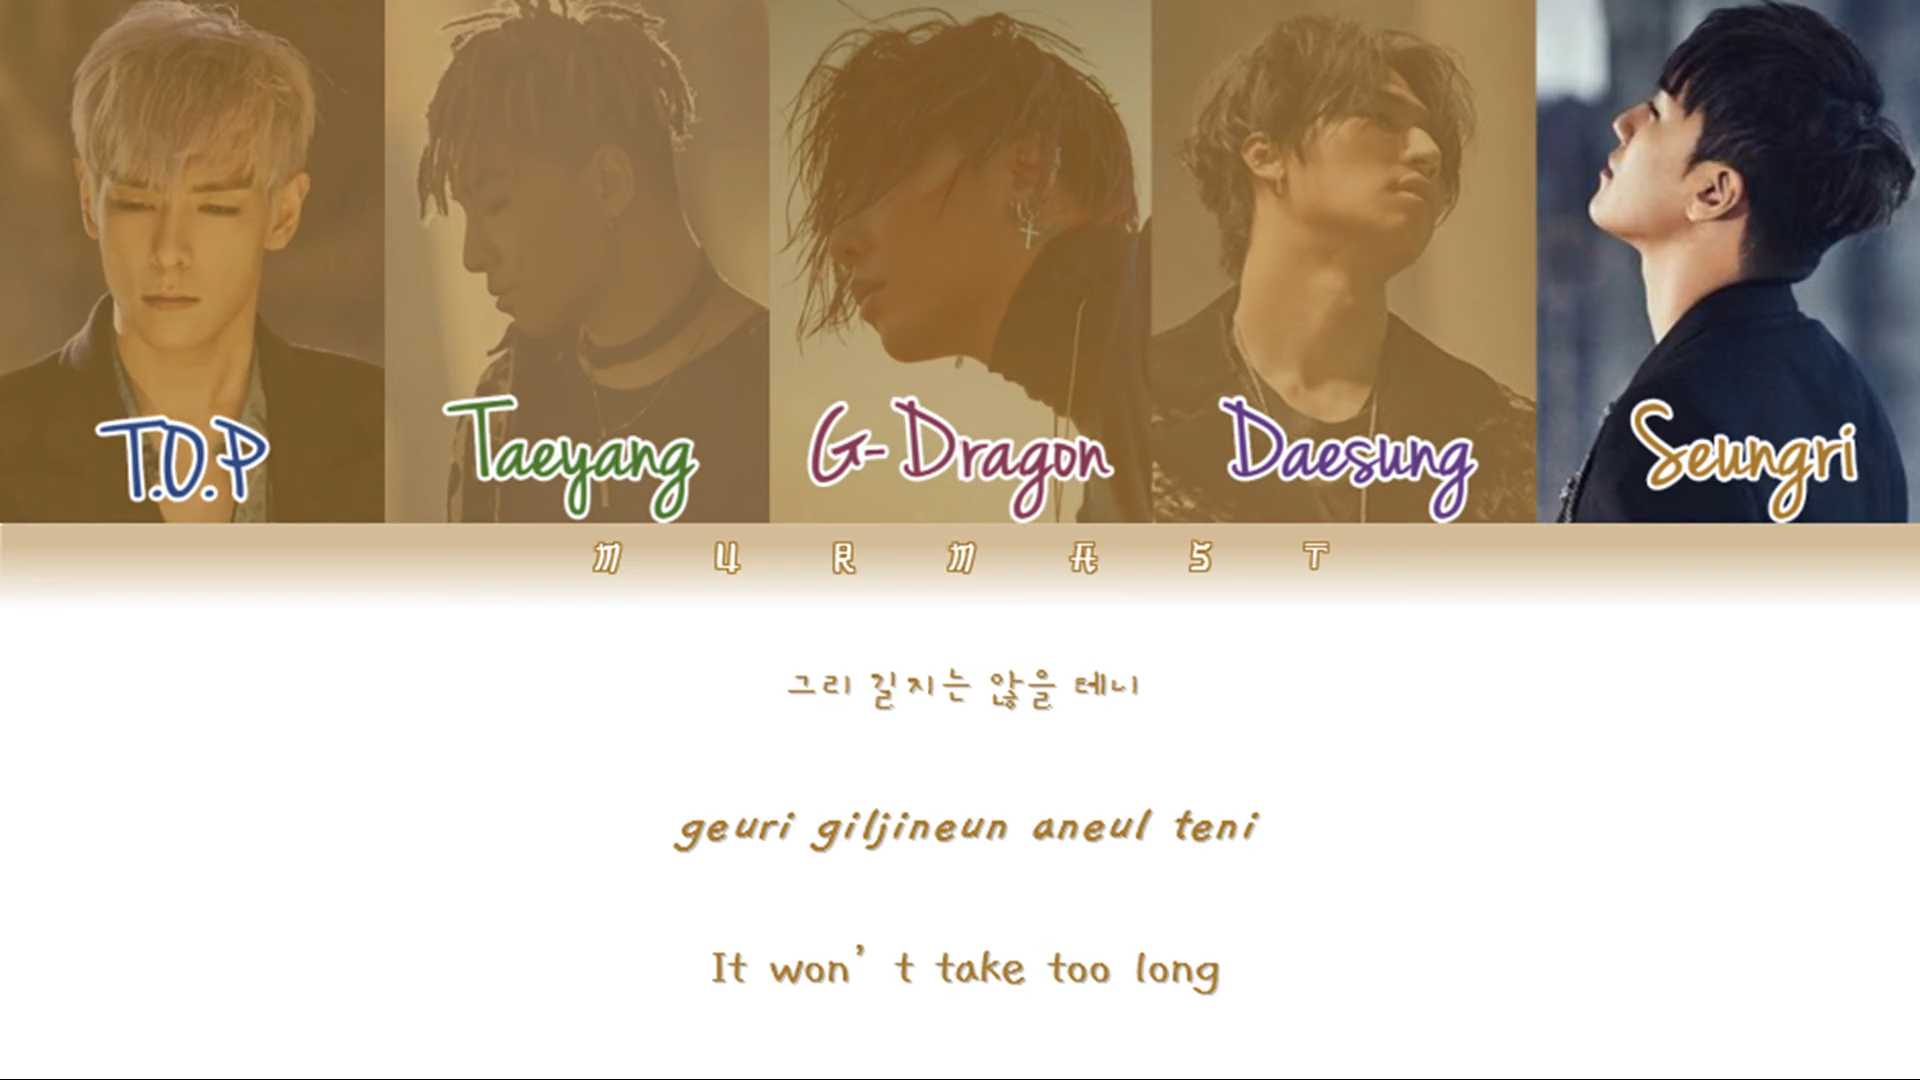 T.O.P Taeyang G-Dragon Daesung Seungri
MURMAST
그리 길지는 않을 테니
geuri giljineun aneul teni
It won’t take too long